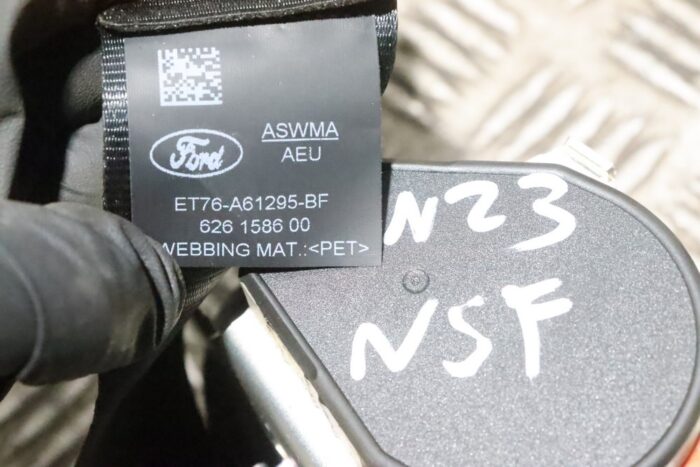 Ford
ASWMA
AEU
ET76-A61295-BF
626 1586 00
WEBBING MAT.:<PET>
N23
NSF